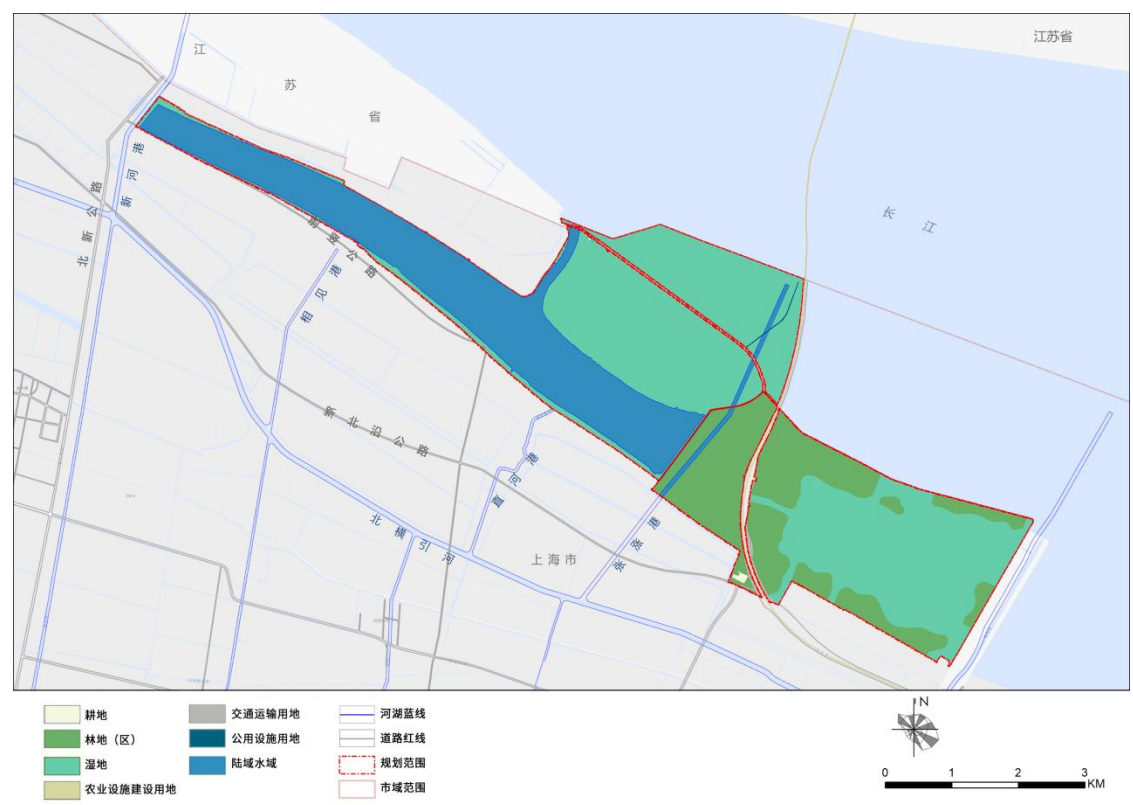 江苏省
江苏省
长江
北新公路
新河港
相见港
新北沿公路
直河港
北横引河
张涨港
上海市
耕地
交通运输用地
河湖蓝线
林地（区）
公用设施用地
道路红线
湿地
陆域水域
规划范围
农业设施建设用地
市域范围
N
0 1 2 3
KM